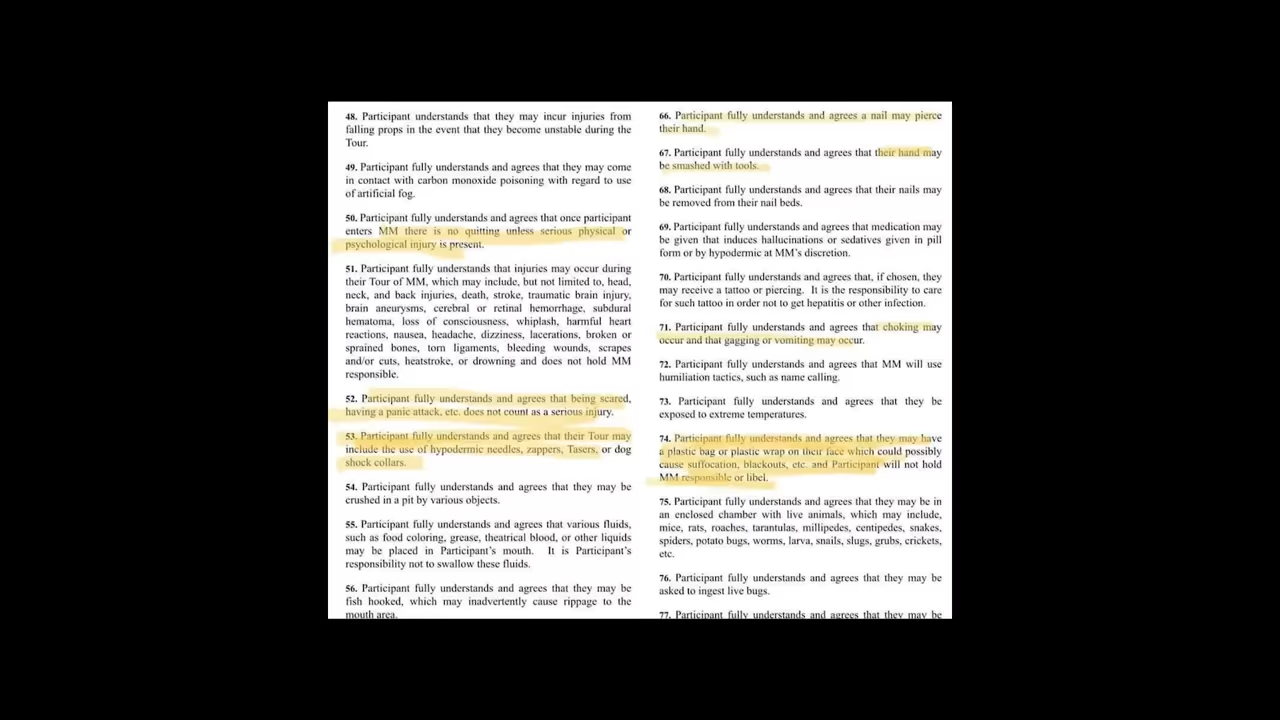 48. Participant understands that they may incur injuries from
falling props in the event that they become unstable during the
Tour.
49. Participant fully understands and agrees that they may come
in contact with carbon monoxide poisoning with regard to use
of artificial fog.
50. Participant fully understands and agrees that once participant
enters MM there is no quitting unless serious physical or
psychological injury is present.
51. Participant fully understands that injuries may occur during
their Tour of MM, which may include, but not limited to, head,
neck, and back injuries, death, stroke, traumatic brain injury,
brain aneurysms, cerebral or retinal hemorrhage, subdural
hematoma, loss of consciousness, whiplash, harmful heart
reactions, nausea, headache, dizziness, lacerations, broken or
sprained bones, torn ligaments, bleeding wounds, scrapes
and/or cuts, heatstroke, or drowning and does not hold MM
responsible.
52. Participant fully understands and agrees that being scared,
having a panic attack, etc. does not count as a serious injury.
53. Participant fully understands and agrees that their Tour may
include the use of hypodermic needles, zappers, Tasers, or dog
shock collars.
54. Participant fully understands and agrees they may be
crushed in a pit by various objects.
55. Participant fully understands and agrees that various fluids,
such as food coloring, grease, theatrical blood, or other liquids
may be placed in Participant's mouth. It is Participant's
responsibility not to swallow these fluids.
56. Participant fully understands and agrees that they may be
fish hooked, which may inadvertently cause rippage to the
mouth area.
66. Participant fully understands and agrees a nail may pierce
their hand.
67. Participant fully understands and agrees that their hand may
be smashed with tools.
68. Participant fully understands and agrees that their nails may
be removed from their nail beds.
69. Participant fully understands and agrees that medication may
be given that induces hallucinations or sedatives given in pill
form or by hypodermic at MM's discretion.
70. Participant fully understands and agrees that, if chosen, they
may receive a tattoo or piercing. It is the responsibility to care
for such tattoo in order not to get hepatitis or other infection.
71. Participant fully understands and agrees that choking may
occur and that gagging or vomiting may occur.
72. Participant fully understands and agrees that MM will use
humiliation tactics, such as name calling.
73. Participant fully understands and agrees that they be
exposed to extreme temperatures.
74. Participant fully understands and agrees that they may have
a plastic bag or plastic wrap on their face which could possibly
cause suffocation, blackouts, etc. and Participant will not hold
MM responsible or libel.
75. Participant fully understands and agrees that they may be in
an enclosed chamber with live animals, which may include,
mice, rats, roaches, tarantulas, millipedes, centipedes, snakes,
spiders, potato bugs, worms, larva, snails, slugs, grubs, crickets,
etc.
76. Participant fully understands and agrees that they may be
asked to ingest live bugs.
77. Participant fully understands and agrees that they may be